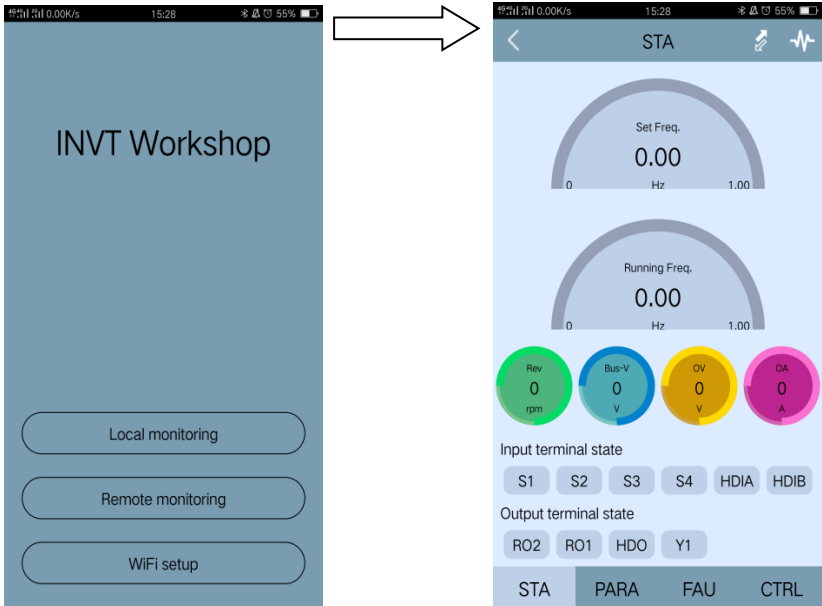 0.00K/s 15:28 55%
INVT Workshop
Local monitoring
Remote monitoring
WiFi setup
0.00K/s 15:28 55%
STA
Set Freq.
0.00
0 Hz 1.00
Running Freq.
0.00
0 Hz 1.00
Rev Bus-V OV OA
0 0 0 0
rpm V V A
Input terminal state
S1 S2 S3 S4 HDIA HDIB
Output terminal state
RO2 RO1 HDO Y1
STA PARA FAU CTRL